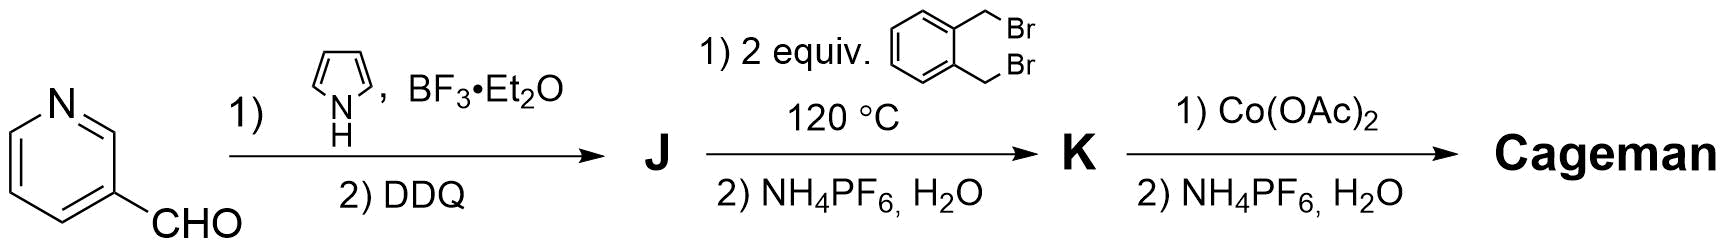 N
CHO
1)
N
H
, BF3•Et2O
2) DDQ
J
1) 2 equiv.
Br
Br
120 °C
2) NH4PF6, H2O
K
1) Co(OAc)2
2) NH4PF6, H2O
Cageman